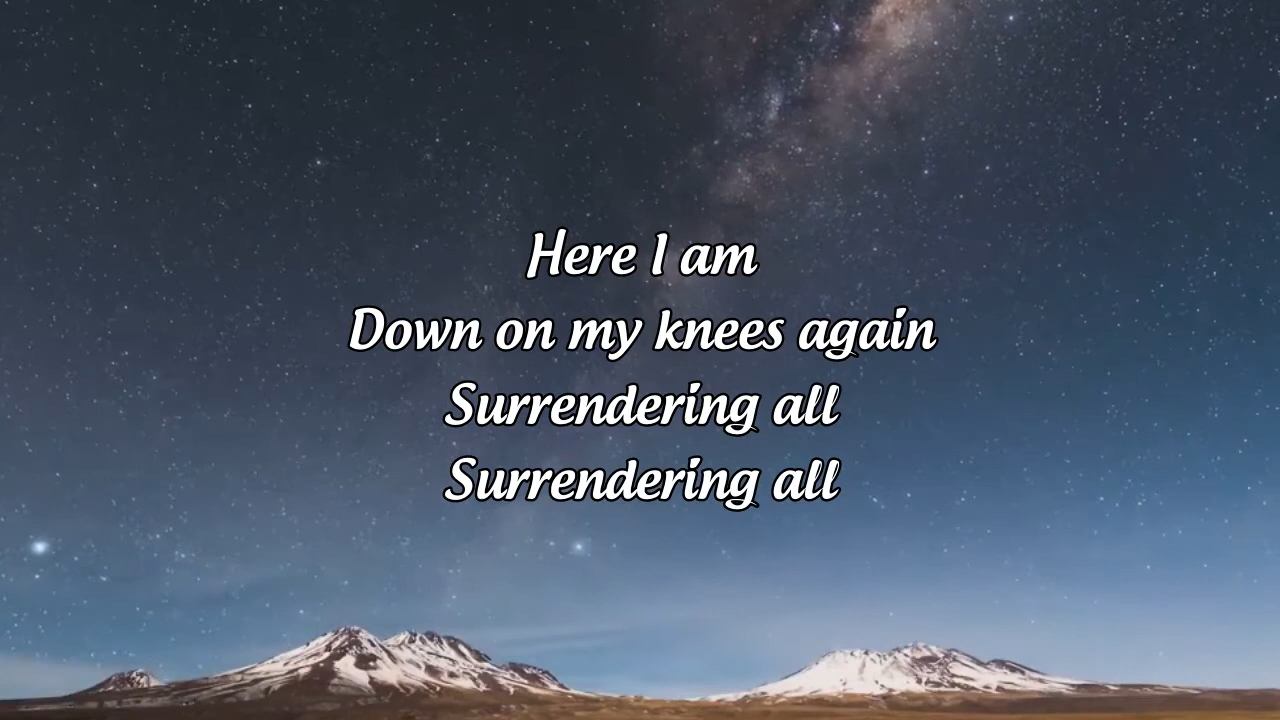 Here I am
Down on my knees again
Surrendering all
Surrendering all